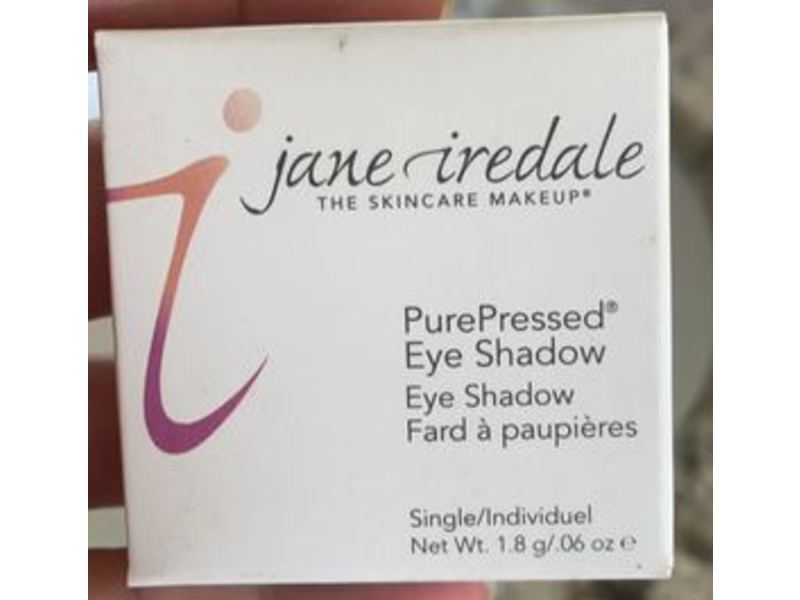 jane iredale
THE SKINCARE MAKEUP®
PurePressed®
Eye Shadow
Eye Shadow
Fard à paupières
Single/Individuel
Net Wt. 1.8 g/.06 oz ℮